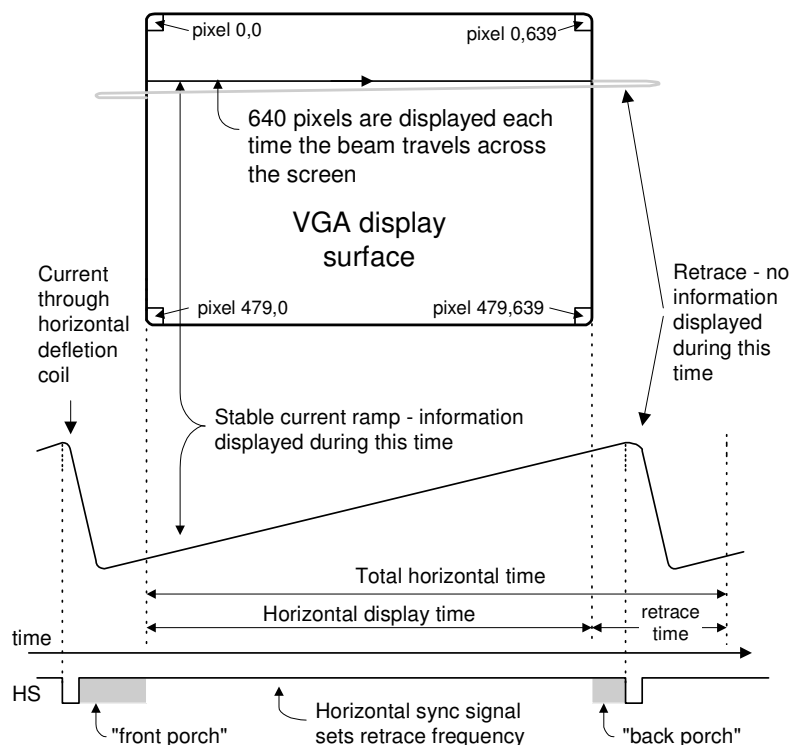 pixel 0,0
pixel 0,639
640 pixels are displayed each
time the beam travels across
the screen
VGA display
surface
Current
through
horizontal
defletion
coil
Retrace - no
information
displayed
during this
time
pixel 479,0
pixel 479,639
Stable current ramp - information
displayed during this time
Total horizontal time
Horizontal display time
retrace
time
time
HS
"front porch"
Horizontal sync signal
sets retrace frequency
"back porch"